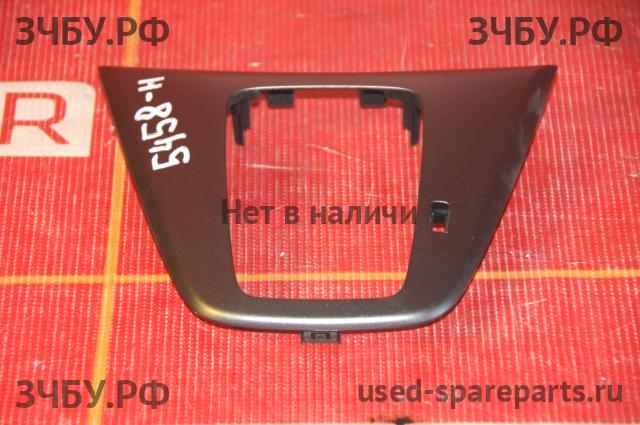 ЗЧБУ.РФ
ЗЧБУ.РФ
R
5458-Н
Нет в наличи
ЗЧБУ.РФ
used-spareparts.ru